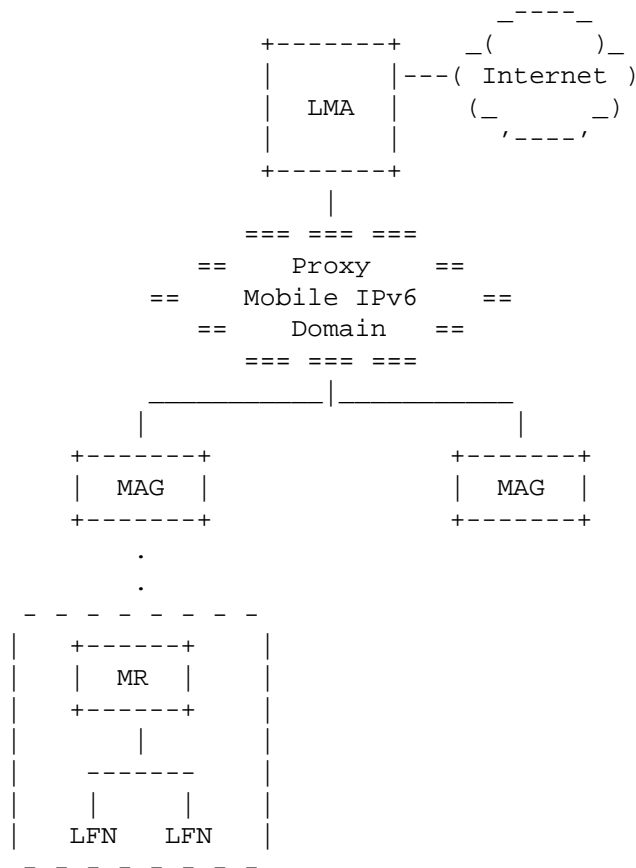 Internet
LMA
Proxy
Mobile IPv6
Domain
MAG MAG
MR
LFN LFN